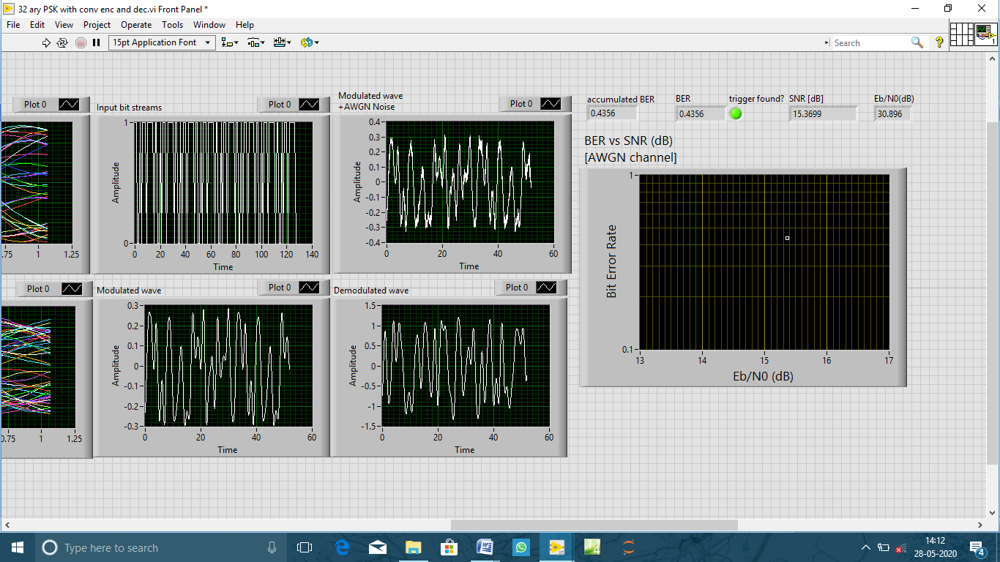 32 ary PSK with conv enc and dec.vi Front Panel *
File Edit View Project Operate Tools Window Help
15pt Application Font
Search
?
1
Plot 0
.75 1 1.25
Plot 0
0.75 1 1.25
Input bit streams
Plot 0
Amplitude
1
0
0 20 40 60 80 100 120 140
Time
Modulated wave
+AWGN Noise
Plot 0
Amplitude
0.4
0.3
0.2
0.1
0
-0.1
-0.2
-0.3
-0.4
0 20 40 60
Time
Modulated wave
Plot 0
Amplitude
0.3
0.2
0.1
0
-0.1
-0.2
-0.3
0 20 40 60
Time
Demodulated wave
Plot 0
Amplitude
1.5
1
0.5
0
-0.5
-1
-1.5
0 20 40 60
Time
accumulated BER
0.4356
BER
0.4356
trigger found?
SNR [dB]
15.3699
Eb/N0(dB)
30.896
BER vs SNR (dB)
[AWGN channel]
Bit Error Rate
1
0.1
13 14 15 16 17
Eb/N0 (dB)
Type here to search
14:12
28-05-2020
4